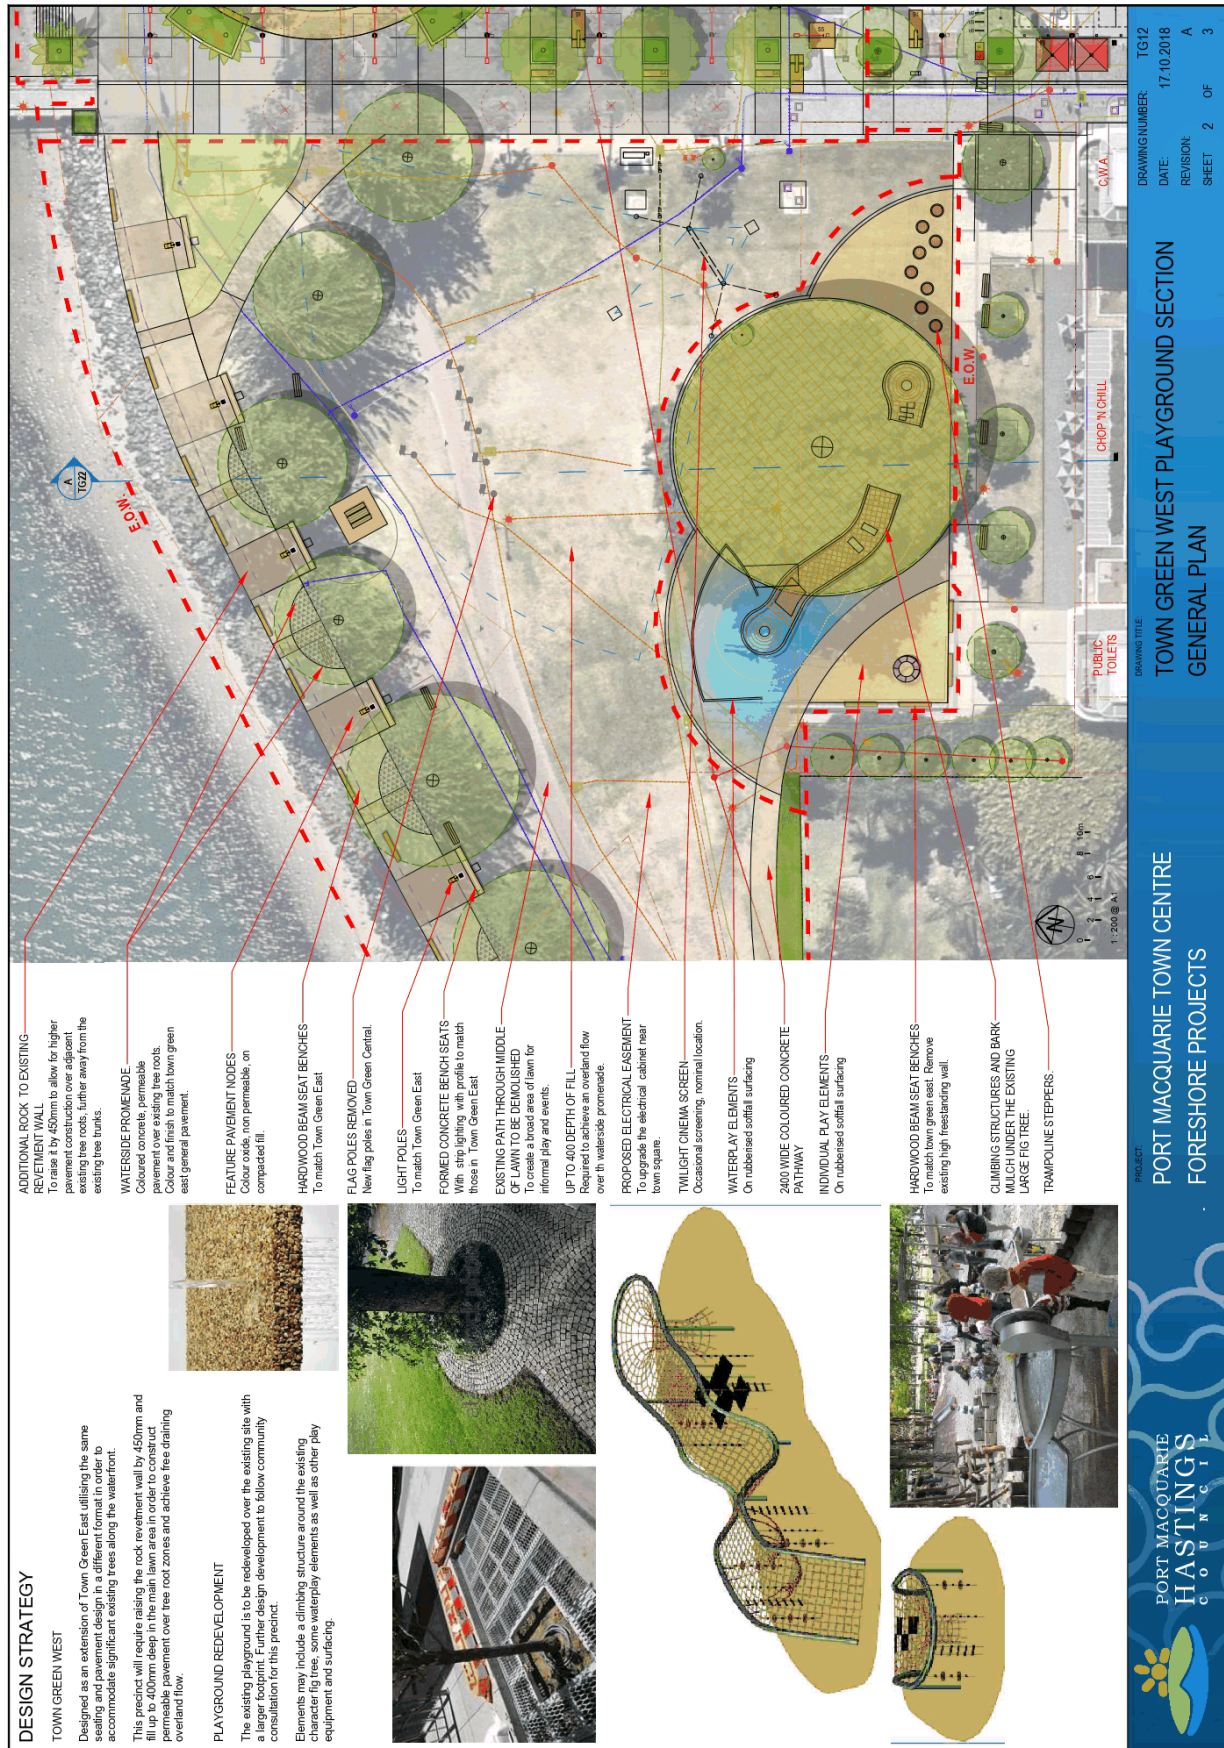 DESIGN STRATEGY
TOWN GREEN WEST
Designed as an extension of Town Green East utilising the same
seating and pavement design in a different format in order to
accommodate significant existing trees along the waterfront.
This precinct will require raising the rock revetment wall by 450mm and
fill up to 400mm deep in the main lawn area in order to construct
permeable pavement over tree root zones and achieve free draining
overland flow.
PLAYGROUND REDEVELOPMENT
The existing playground is to be redeveloped over the existing site with
a larger footprint. Further design development to follow community
consultation for this precinct.
Elements may include a climbing structure around the existing
character fig tree, some waterplay elements as well as other play
equipment and surfacing.
ADDITIONAL ROCK TO EXISTING
REVETMENT WALL
To raise it by 450mm to allow for higher
pavement construction over adjacent
existing tree roots, further away from the
existing tree trunks.
WATERSIDE PROMENADE
Coloured concrete, permeable
pavement over existing tree roots.
Colour and finish to match town green
east general pavement.
FEATURE PAVEMENT NODES
Colour oxide, non permeable, on
compacted fill.
HARDWOOD BEAM SEAT BENCHES
To match Town Green East
FLAG POLES REMOVED
New flag poles in Town Green Central.
LIGHT POLES
To match Town Green East
FORMED CONCRETE BENCH SEATS
With strip lighting with profile to match
those in Town Green East
EXISTING PATH THROUGH MIDDLE
OF LAWN TO BE DEMOLISHED
To create a broad area of lawn for
informal play and events.
UP TO 400 DEPTH OF FILL
Required to achieve an overland flow
over th waterside promenade.
PROPOSED ELECTRICAL EASEMENT
To upgrade the electrical cabinet near
town square.
TWILIGHT CINEMA SCREEN
Occasional screening, nominal location.
WATERPLAY ELEMENTS
On rubberised softfall surfacing
2400 WIDE COLOURED CONCRETE
PATHWAY
INDIVIDUAL PLAY ELEMENTS
On rubberised softfall surfacing
HARDWOOD BEAM SEAT BENCHES
To match town green east. Remove
existing high freestanding wall.
CLIMBING STRUCTURES AND BARK
MULCH UNDER THE EXISTING
LARGE FIG TREE.
TRAMPOLINE STEPPERS.
E.O.W.
A
TG22
E.O.W
PUBLIC
TOILETS
CHOP 'N CHILL
C.W.A.
N
0 2 4 6 8 10m
1 : 200 @ A1
PORT MACQUARIE
HASTINGS
COUNCIL
PROJECT:
PORT MACQUARIE TOWN CENTRE
FORESHORE PROJECTS
DRAWING TITLE:
TOWN GREEN WEST PLAYGROUND SECTION
GENERAL PLAN
DRAWING NUMBER: TG12
DATE: 17.10.2018
REVISION: A
SHEET 2 OF 3